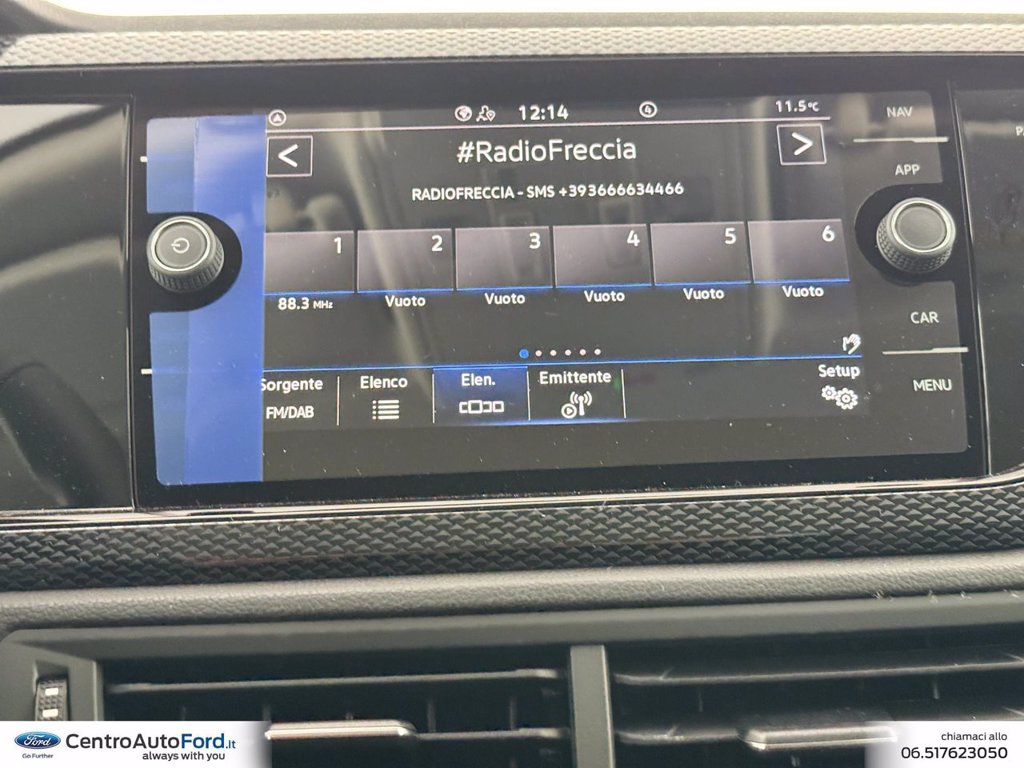 12:14
4
11.5°C
NAV
<
#RadioFreccia
>
APP
RADIOFRECCIA - SMS +393666634466
1 2 3 4 5 6
88.3 MHz Vuoto Vuoto Vuoto Vuoto Vuoto
CAR
Sorgente Elenco Elen. Emittente Setup
FM/DAB
MENU
Ford
Go Further
CentroAutoFord.it
always with you
chiamaci allo
06.517623050